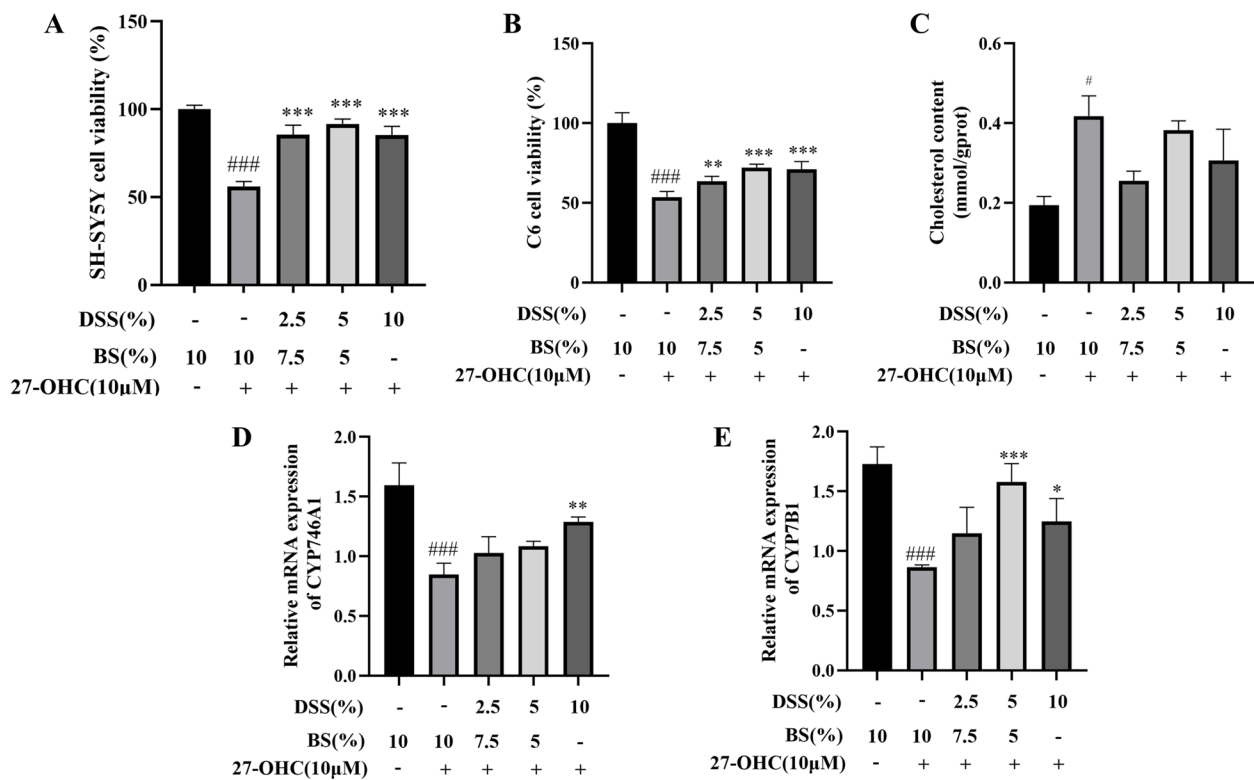 A
SH-SY5Y cell viability (%)
150
100
50
0
###
***
***
***
DSS(%) - - 2.5 5 10
BS(%) 10 10 7.5 5 -
27-OHC(10μM) - + + + +
B
C6 cell viability (%)
150
100
50
0
###
**
***
***
DSS(%) - - 2.5 5 10
BS(%) 10 10 7.5 5 -
27-OHC(10μM) - + + + +
C
Cholesterol content
(mmol/gprot)
0.6
0.4
0.2
0.0
#
DSS(%) - - 2.5 5 10
BS(%) 10 10 7.5 5 -
27-OHC(10μM) - + + + +
D
Relative mRNA expression
of CYP746A1
2.0
1.5
1.0
0.5
0.0
###
**
DSS(%) - - 2.5 5 10
BS(%) 10 10 7.5 5 -
27-OHC(10μM) - + + + +
E
Relative mRNA expression
of CYP7B1
2.0
1.5
1.0
0.5
0.0
###
***
*
DSS(%) - - 2.5 5 10
BS(%) 10 10 7.5 5 -
27-OHC(10μM) - + + + +